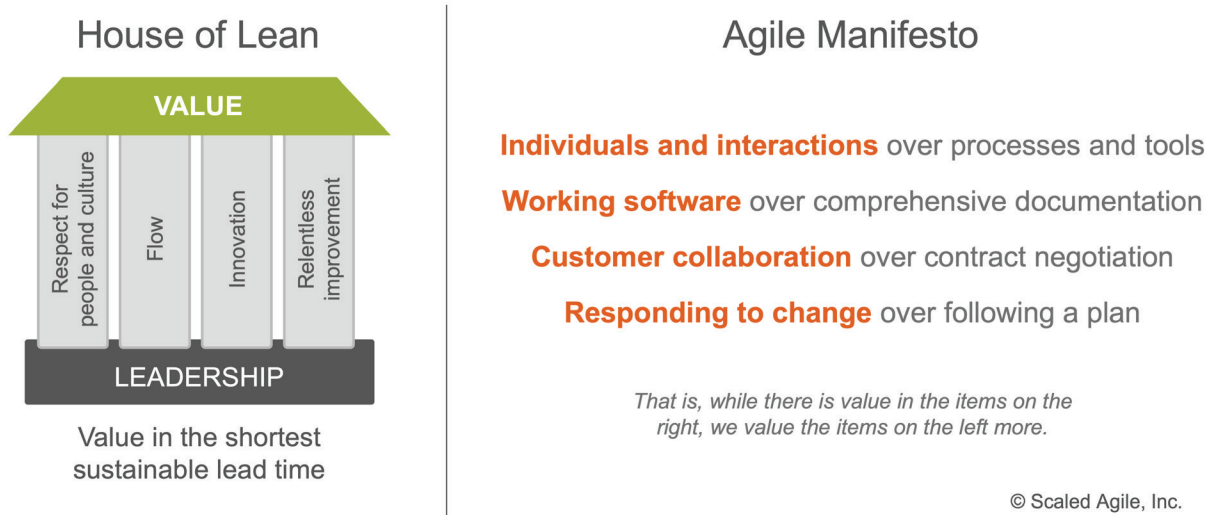 House of Lean
VALUE
Respect for
people and culture
Flow
Innovation
Relentless
improvement
LEADERSHIP
Value in the shortest
sustainable lead time
Agile Manifesto
Individuals and interactions over processes and tools
Working software over comprehensive documentation
Customer collaboration over contract negotiation
Responding to change over following a plan
That is, while there is value in the items on the
right, we value the items on the left more.
© Scaled Agile, Inc.